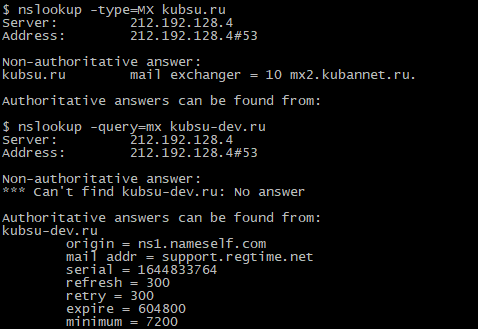 $ nslookup -type=MX kubsu.ru
Server:         212.192.128.4
Address:        212.192.128.4#53
Non-authoritative answer:
kubsu.ru        mail exchanger = 10 mx2.kubannet.ru.
Authoritative answers can be found from:
$ nslookup -query=mx kubsu-dev.ru
Server:         212.192.128.4
Address:        212.192.128.4#53
Non-authoritative answer:
*** Can't find kubsu-dev.ru: No answer
Authoritative answers can be found from:
kubsu-dev.ru
        origin = ns1.nameself.com
        mail addr = support.regtime.net
        serial = 1644833764
        refresh = 300
        retry = 300
        expire = 604800
        minimum = 7200